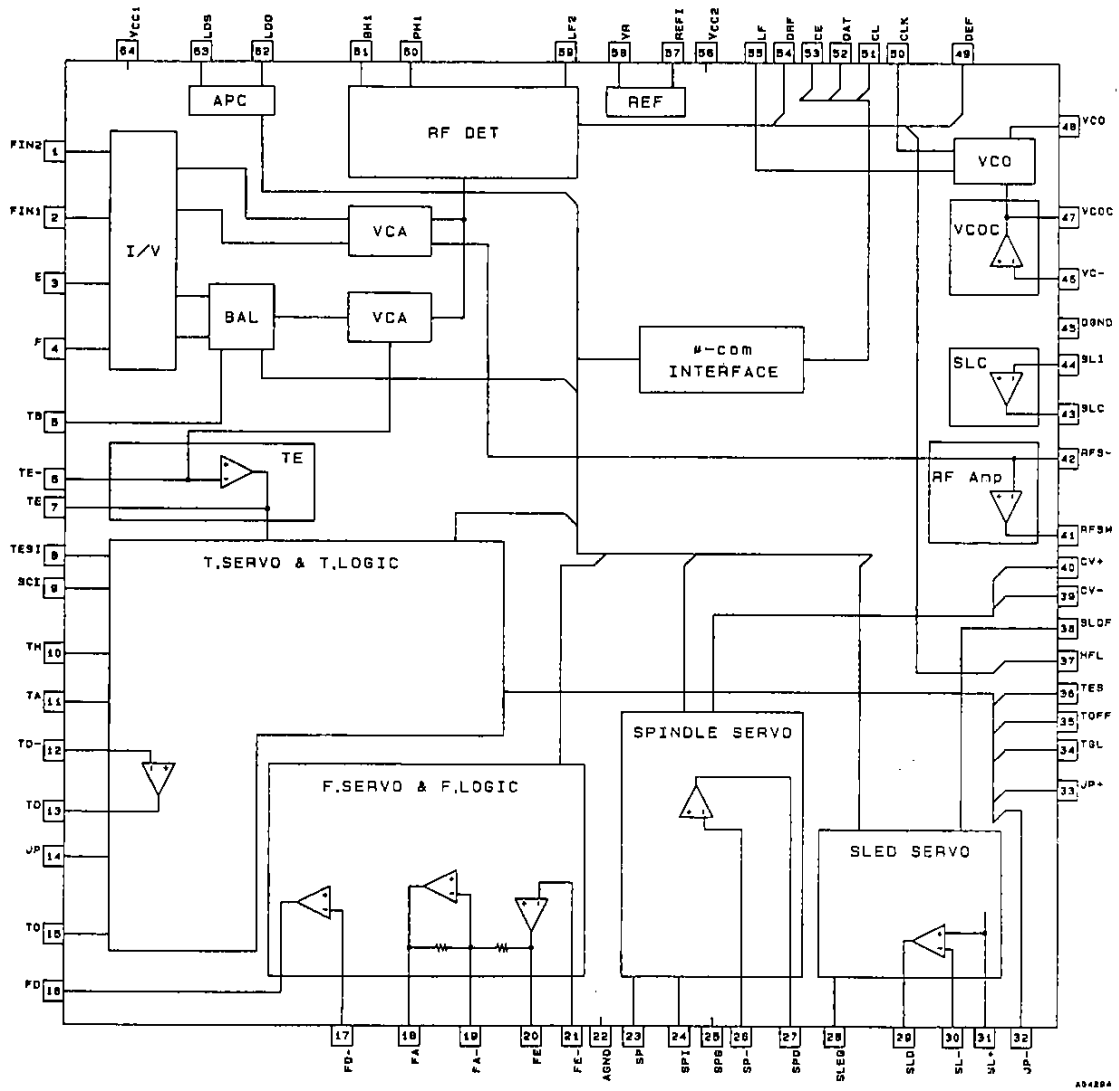 VCC1
LDS
LDD
BH1
PH1
LF2
VR
REFI
VCC2
LF
DRF
CE
DAT
CL
CLK
DEF
64
63
62
61
60
59
58
57
56
55
54
53
52
51
50
49
APC
RF DET
REF
FIN2 1
FIN1 2
E 3
F 4
TB 5
TE- 6
TE 7
TESI 8
SCI 9
TH 10
TA 11
TD- 12
TD 13
JP 14
TO 15
FD 16
I/V
VCA
BAL
VCA
μ-com
INTERFACE
VCO
VCOC
SLC
RF Amp
TE
T.SERVO & T.LOGIC
F.SERVO & F.LOGIC
SPINDLE SERVO
SLED SERVO
48 VCO
47 VCOC
46 VC-
45 DGND
44 SLI
43 SLC
42 RFS-
41 RFSM
40 CV+
39 CV-
38 SLOF
37 HFL
36 TES
35 TOFF
34 TGL
33 JP+
17
18
19
20
21
22
23
24
25
26
27
28
29
30
31
32
FD-
FA
FA-
FE
FE-
AGND
SP
SPI
SPG
SP-
SPD
SLEQ
SLD
SL-
SL+
JP-